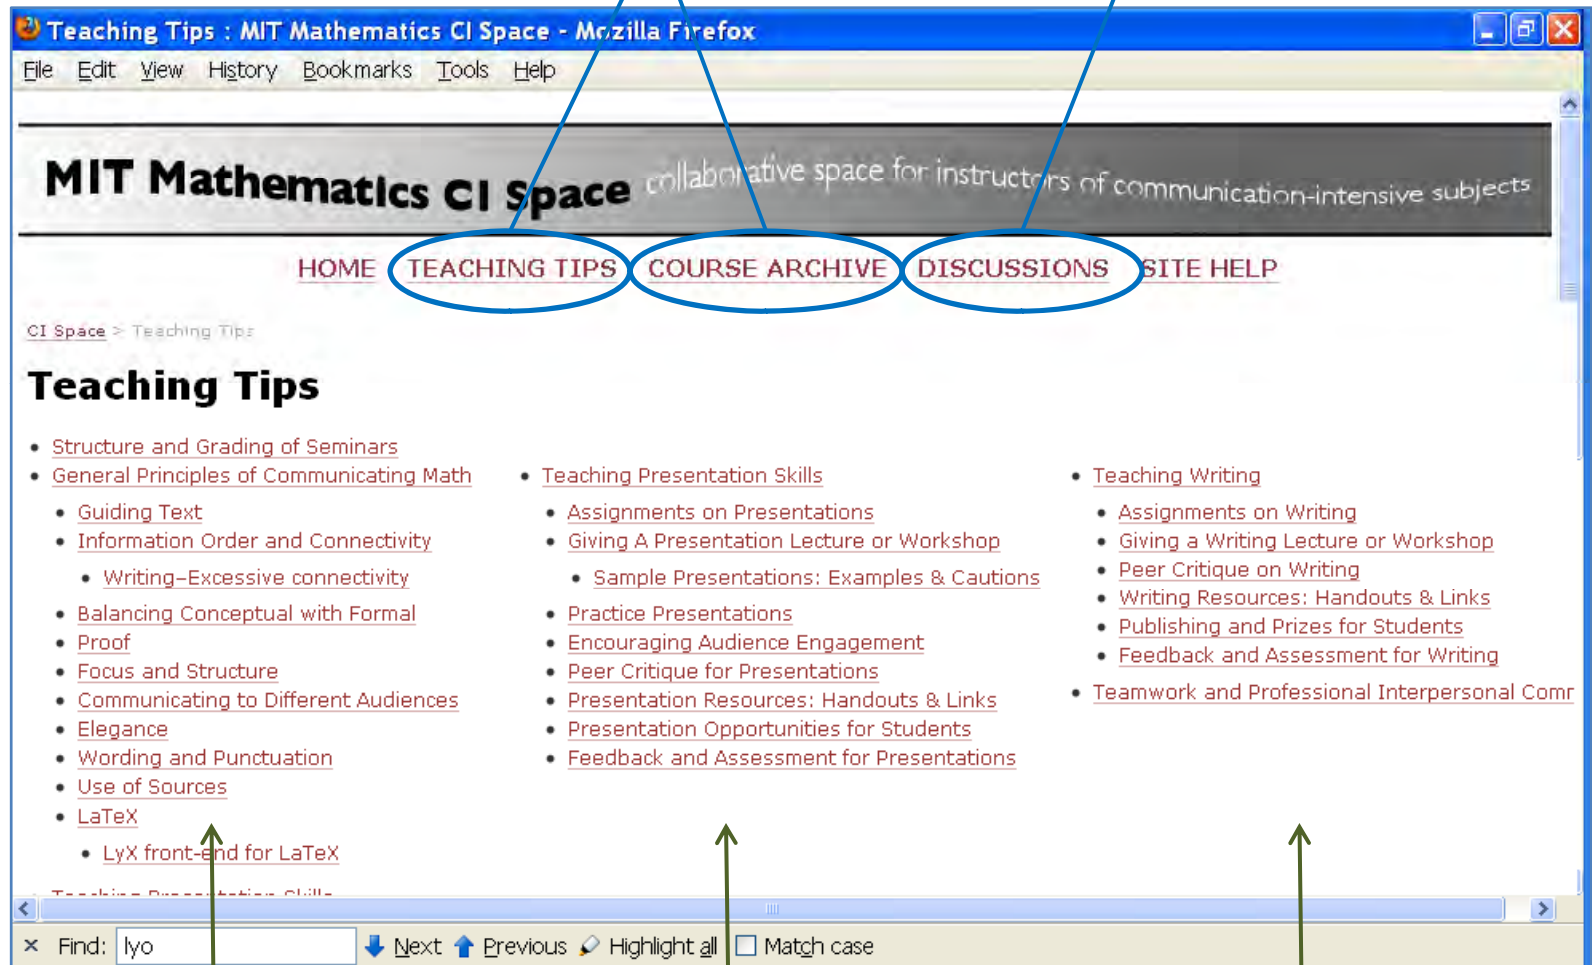 Teaching Tips : MIT Mathematics CI Space - Mozilla Firefox
File Edit View History Bookmarks Tools Help
MIT Mathematics CI Space collaborative space for instructors of communication-intensive subjects
HOME TEACHING TIPS COURSE ARCHIVE DISCUSSIONS SITE HELP
CI Space > Teaching Tips
Teaching Tips
Structure and Grading of Seminars
General Principles of Communicating Math
Guiding Text
Information Order and Connectivity
Writing–Excessive connectivity
Balancing Conceptual with Formal
Proof
Focus and Structure
Communicating to Different Audiences
Elegance
Wording and Punctuation
Use of Sources
LaTeX
LyX front-end for LaTeX
Teaching Presentation Skills
Teaching Presentation Skills
Assignments on Presentations
Giving A Presentation Lecture or Workshop
Sample Presentations: Examples & Cautions
Practice Presentations
Encouraging Audience Engagement
Peer Critique for Presentations
Presentation Resources: Handouts & Links
Presentation Opportunities for Students
Feedback and Assessment for Presentations
Teaching Writing
Assignments on Writing
Giving a Writing Lecture or Workshop
Peer Critique on Writing
Writing Resources: Handouts & Links
Publishing and Prizes for Students
Feedback and Assessment for Writing
Teamwork and Professional Interpersonal
× Find: lyo Next Previous Highlight all Match case